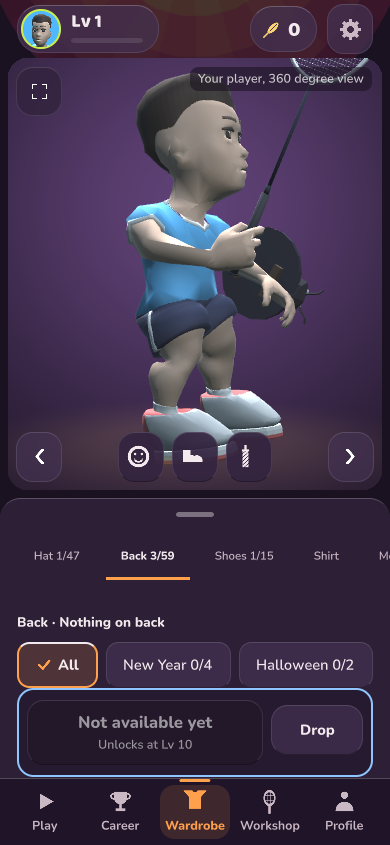 Lv 1
0
Your player, 360 degree view
Hat 1/47
Back 3/59
Shoes 1/15
Shirt
Back · Nothing on back
All
New Year 0/4
Halloween 0/2
Not available yet
Unlocks at Lv 10
Drop
Play
Career
Wardrobe
Workshop
Profile